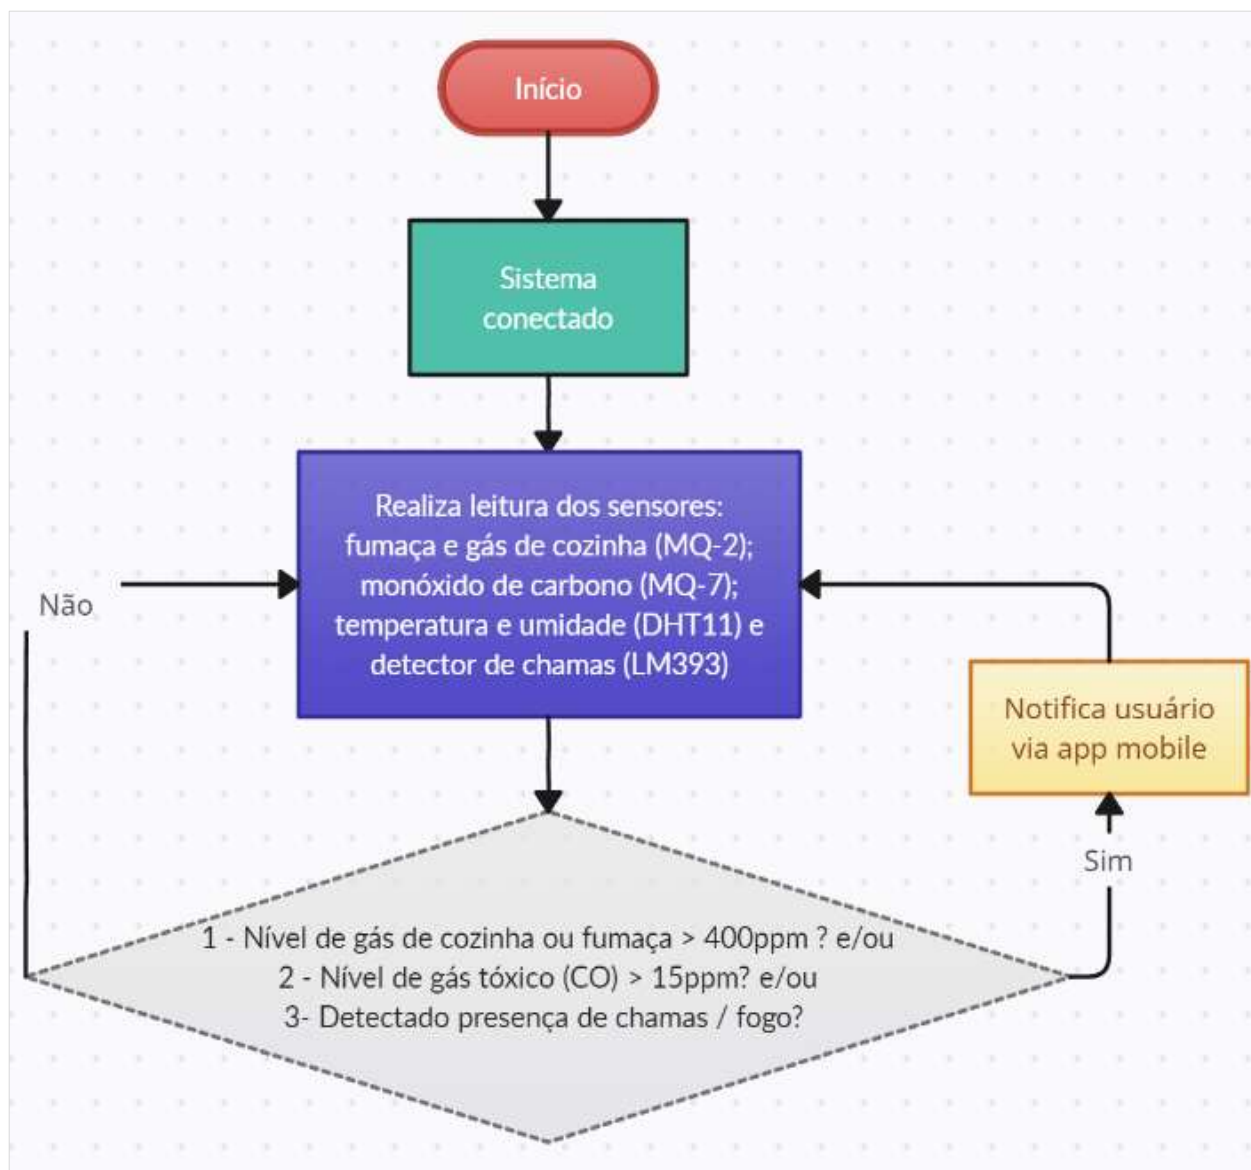 Início
Sistema
conectado
Realiza leitura dos sensores:
fumaça e gás de cozinha (MQ-2);
monóxido de carbono (MQ-7);
temperatura e umidade (DHT11) e
detector de chamas (LM393)
Não
Notifica usuário
via app mobile
Sim
1 - Nível de gás de cozinha ou fumaça > 400ppm ? e/ou
2 - Nível de gás tóxico (CO) > 15ppm? e/ou
3- Detectado presença de chamas / fogo?